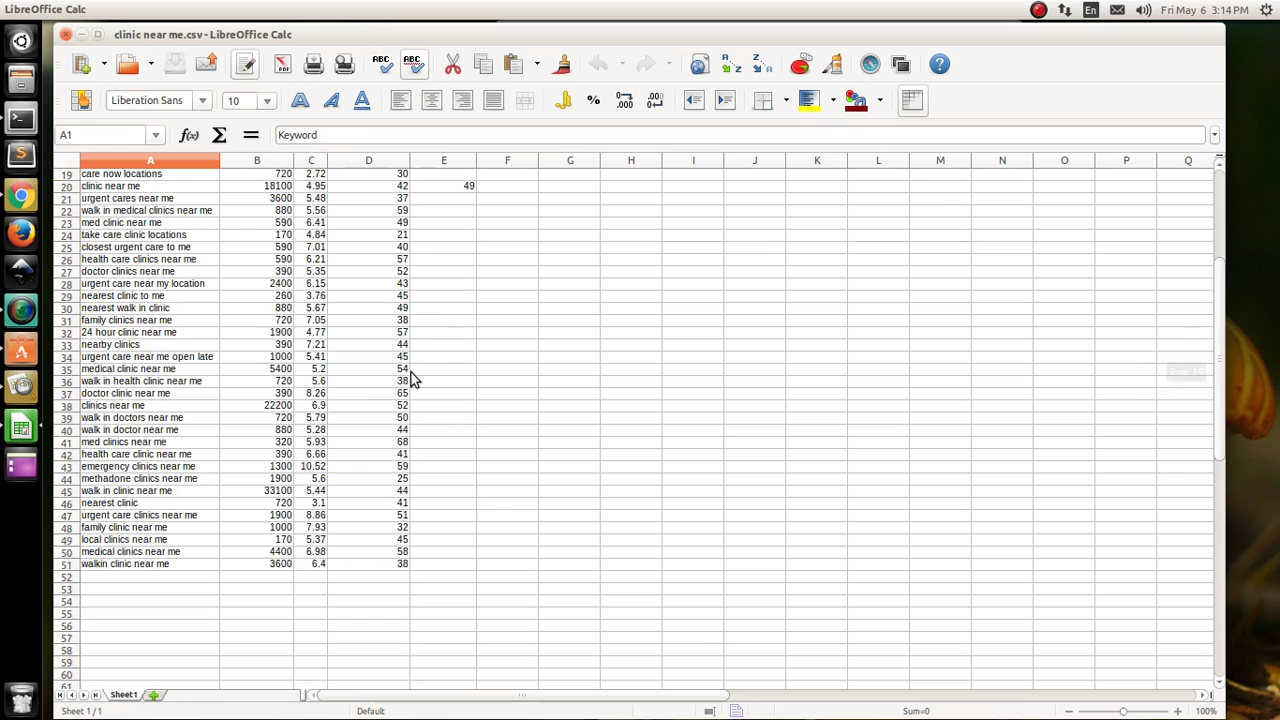 LibreOffice Calc
En
Fri May 6 3:14PM
clinic near me.csv - LibreOffice Calc
Liberation Sans
10
A1
Keyword
A B C D E F G H I J K L M N O P Q
19 care now locations 720 2.72 30
20 clinic near me 18100 4.95 42 49
21 urgent cares near me 3600 5.48 37
22 walk in medical clinics near me 880 5.56 59
23 med clinic near me 590 6.41 49
24 take care clinic locations 170 4.84 21
25 closest urgent care to me 590 7.01 40
26 health care clinics near me 590 6.21 57
27 doctor clinics near me 390 5.35 52
28 urgent care near my location 2400 6.15 43
29 nearest clinic to me 260 3.76 45
30 nearest walk in clinic 880 5.67 49
31 family clinics near me 720 7.05 38
32 24 hour clinic near me 1900 4.77 57
33 nearby clinics 390 7.21 44
34 urgent care near me open late 1000 5.41 45
35 medical clinic near me 5400 5.2 54
36 walk in health clinic near me 720 5.6 38
37 doctor clinic near me 390 8.26 65
38 clinics near me 22200 6.9 52
39 walk in doctors near me 720 5.79 50
40 walk in doctor near me 880 5.28 44
41 med clinics near me 320 5.93 68
42 health care clinic near me 390 6.66 41
43 emergency clinics near me 1300 10.52 59
44 methadone clinics near me 1900 5.6 25
45 walk in clinic near me 33100 5.44 44
46 nearest clinic 720 3.1 41
47 urgent care clinics near me 1900 8.86 51
48 family clinic near me 1000 7.93 32
49 local clinics near me 170 5.37 45
50 medical clinics near me 4400 6.98 58
51 walkin clinic near me 3600 6.4 38
52
53
54
55
56
57
58
59
60
61
Sheet1
Sheet 1 / 1
Default
Sum=0
100%